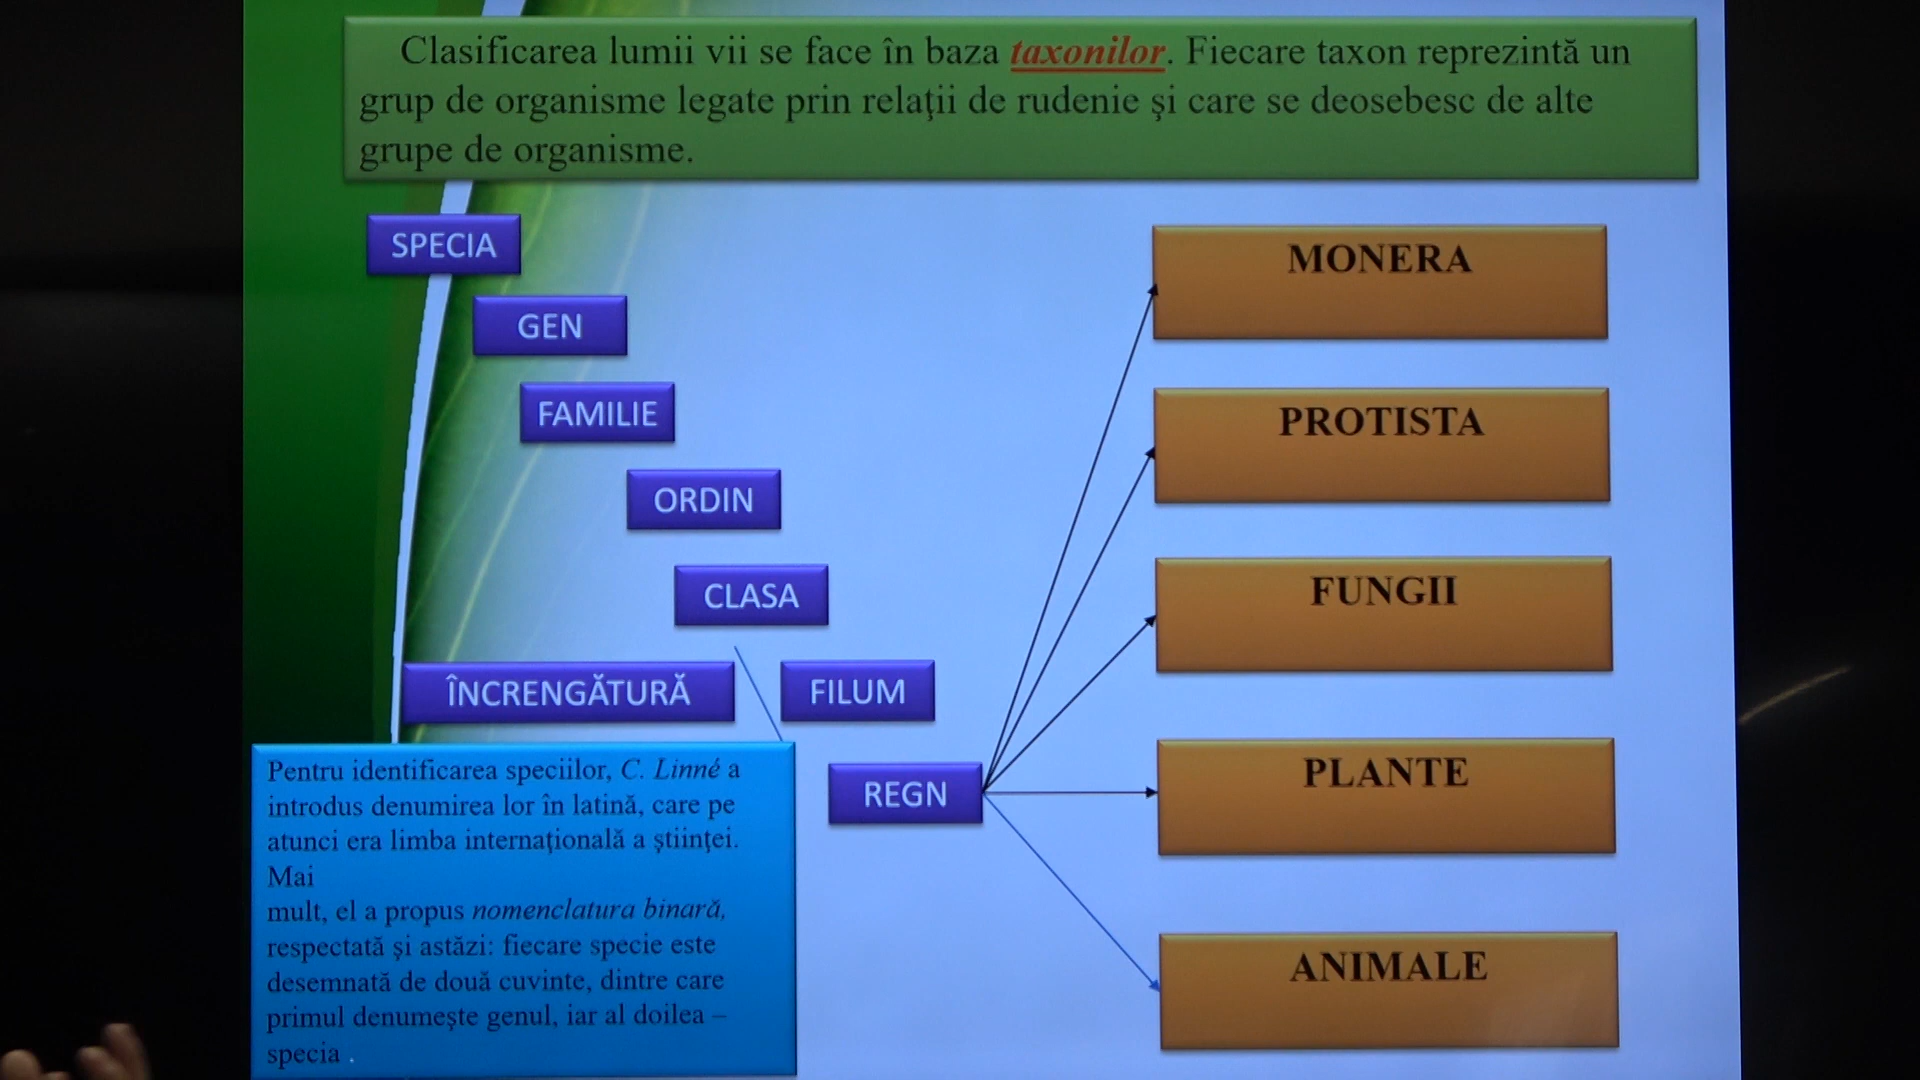 Clasificarea lumii vii se face în baza taxonilor. Fiecare taxon reprezintă un
grup de organisme legate prin relaţii de rudenie şi care se deosebesc de alte
grupe de organisme.
SPECIA
GEN
FAMILIE
ORDIN
CLASA
ÎNCRENGĂTURĂ
FILUM
REGN
MONERA
PROTISTA
FUNGII
PLANTE
ANIMALE
Pentru identificarea speciilor, C. Linné a
introdus denumirea lor în latină, care pe
atunci era limba internaţională a ştiinţei.
Mai
mult, el a propus nomenclatura binară,
respectată şi astăzi: fiecare specie este
desemnată de două cuvinte, dintre care
primul denumeşte genul, iar al doilea –
specia .